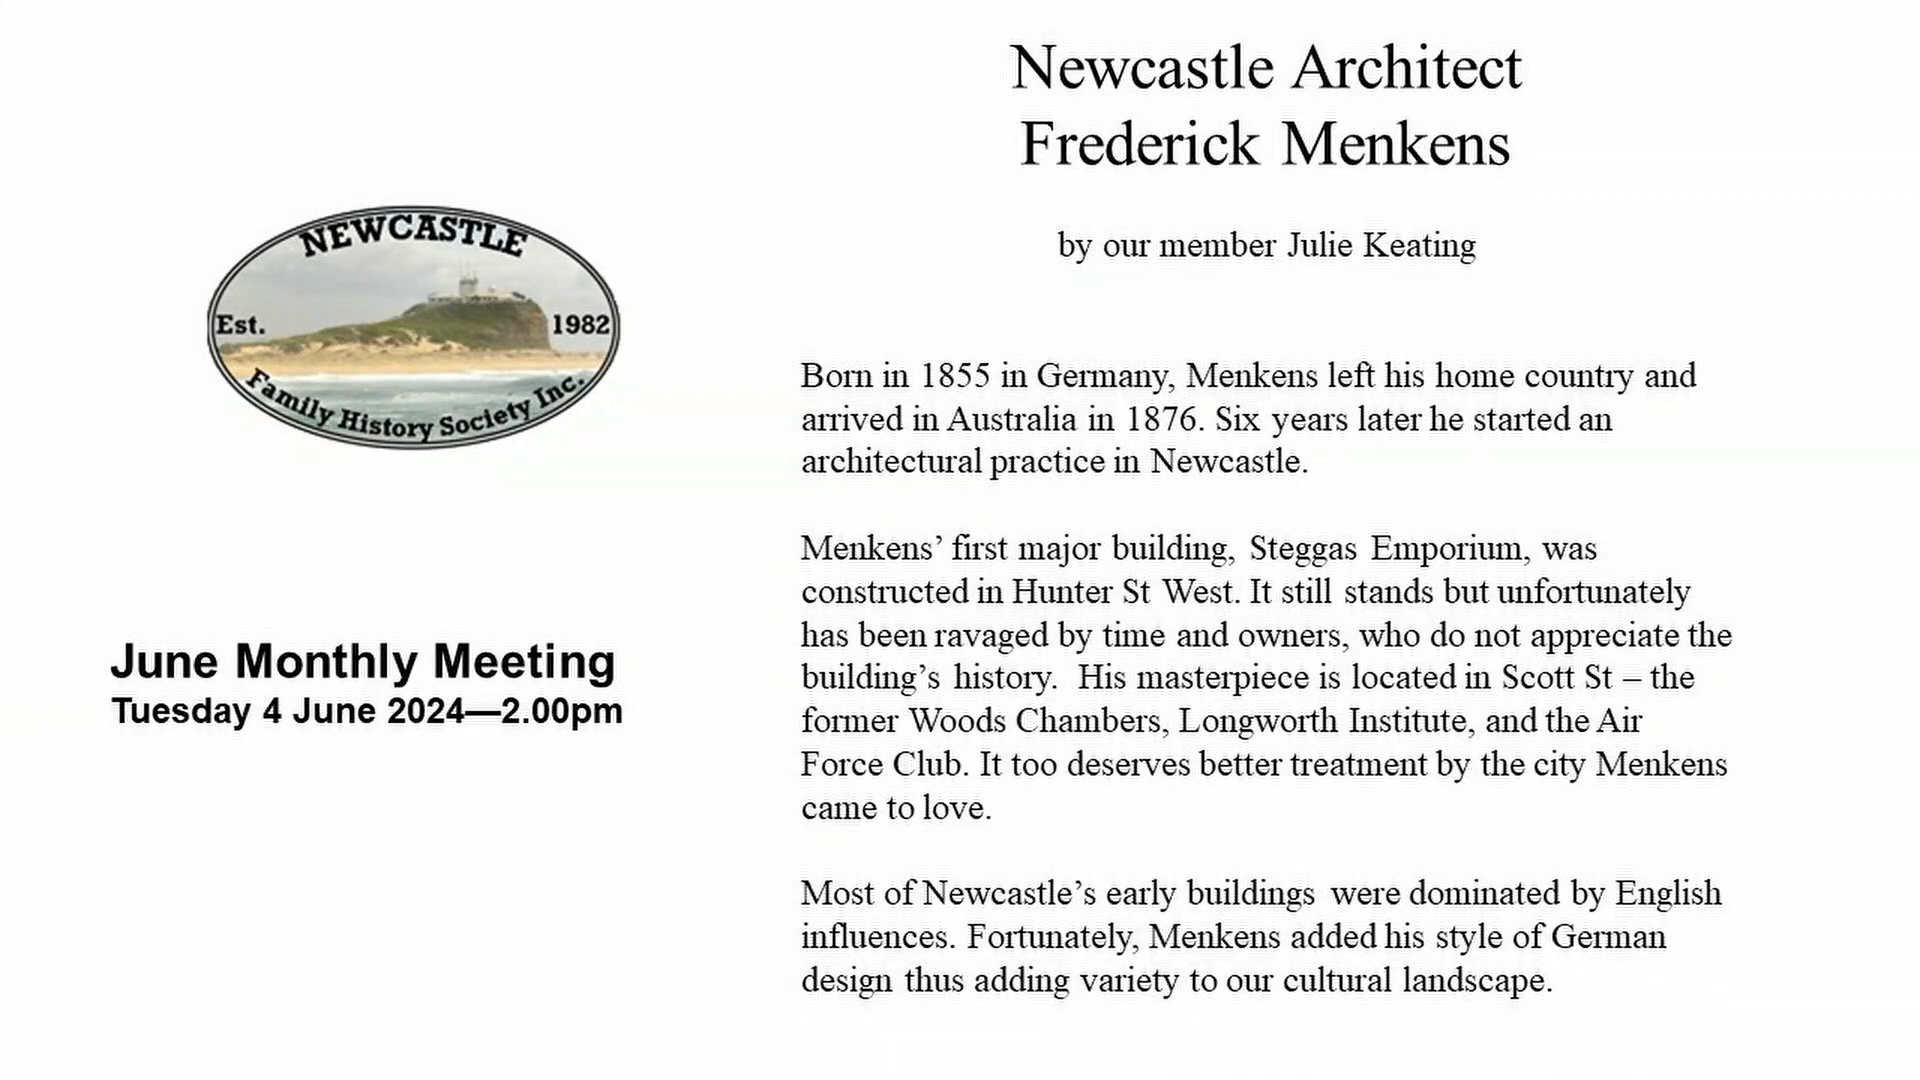 NEWCASTLE
Est. 1982
Family History Society Inc.
June Monthly Meeting
Tuesday 4 June 2024—2.00pm
Newcastle Architect
Frederick Menkens
by our member Julie Keating
Born in 1855 in Germany, Menkens left his home country and
arrived in Australia in 1876. Six years later he started an
architectural practice in Newcastle.
Menkens’ first major building, Steggas Emporium, was
constructed in Hunter St West. It still stands but unfortunately
has been ravaged by time and owners, who do not appreciate the
building’s history. His masterpiece is located in Scott St – the
former Woods Chambers, Longworth Institute, and the Air
Force Club. It too deserves better treatment by the city Menkens
came to love.
Most of Newcastle’s early buildings were dominated by English
influences. Fortunately, Menkens added his style of German
design thus adding variety to our cultural landscape.